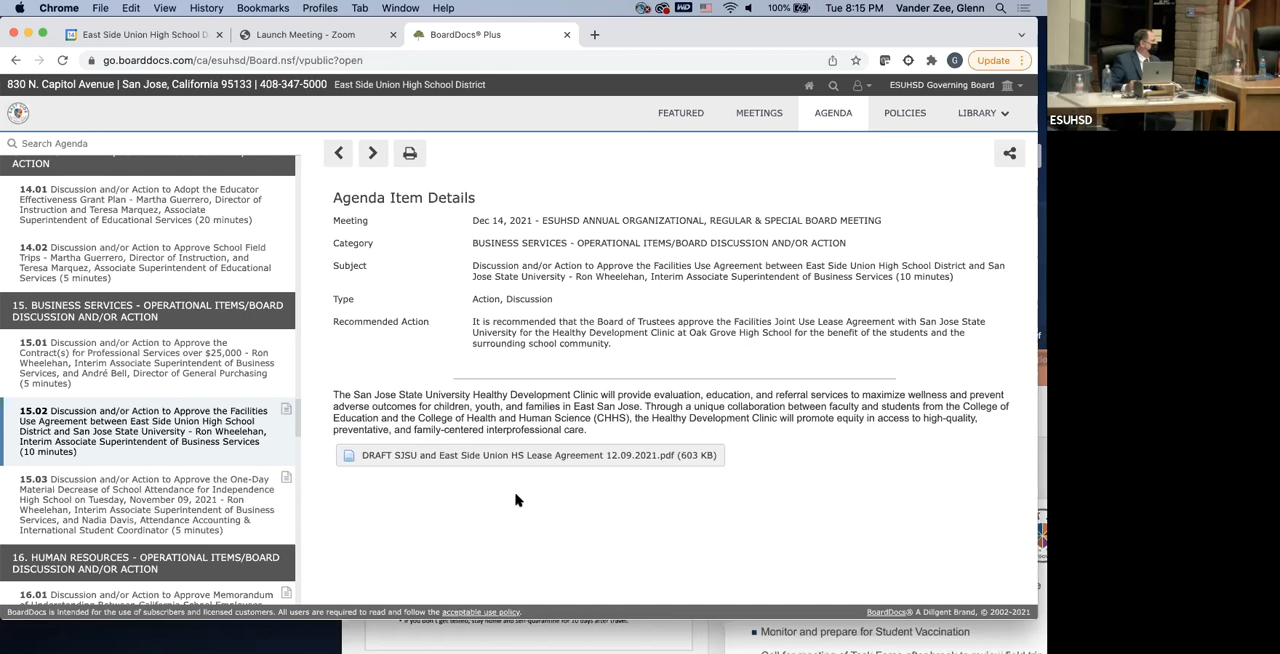 Chrome File Edit View History Bookmarks Profiles Tab Window Help
100% Tue 8:15 PM Vander Zee, Glenn
East Side Union High School D × Launch Meeting - Zoom × BoardDocs® Plus × +
go.boarddocs.com/ca/esuhsd/Board.nsf/vpublic?open
G Update
830 N. Capitol Avenue | San Jose, California 95133 | 408-347-5000 East Side Union High School District
ESUHSD Governing Board
FEATURED MEETINGS AGENDA POLICIES LIBRARY
Search Agenda
ACTION
14.01 Discussion and/or Action to Adopt the Educator
Effectiveness Grant Plan - Martha Guerrero, Director of
Instruction and Teresa Marquez, Associate
Superintendent of Educational Services (20 minutes)
14.02 Discussion and/or Action to Approve School Field
Trips - Martha Guerrero, Director of Instruction, and
Teresa Marquez, Associate Superintendent of Educational
Services (5 minutes)
15. BUSINESS SERVICES - OPERATIONAL ITEMS/BOARD
DISCUSSION AND/OR ACTION
15.01 Discussion and/or Action to Approve the
Contract(s) for Professional Services over $25,000 - Ron
Wheelehan, Interim Associate Superintendent of Business
Services, and André Bell, Director of General Purchasing
(5 minutes)
15.02 Discussion and/or Action to Approve the Facilities
Use Agreement between East Side Union High School
District and San Jose State University - Ron Wheelehan,
Interim Associate Superintendent of Business Services
(10 minutes)
15.03 Discussion and/or Action to Approve the One-Day
Material Decrease of School Attendance for Independence
High School on Tuesday, November 09, 2021 - Ron
Wheelehan, Interim Associate Superintendent of Business
Services, and Nadia Davis, Attendance Accounting &
International Student Coordinator (5 minutes)
16. HUMAN RESOURCES - OPERATIONAL ITEMS/BOARD
DISCUSSION AND/OR ACTION
16.01 Discussion and/or Action to Approve Memorandum
of Understanding Between California School Employees
Agenda Item Details
Meeting Dec 14, 2021 - ESUHSD ANNUAL ORGANIZATIONAL, REGULAR & SPECIAL BOARD MEETING
Category BUSINESS SERVICES - OPERATIONAL ITEMS/BOARD DISCUSSION AND/OR ACTION
Subject Discussion and/or Action to Approve the Facilities Use Agreement between East Side Union High School District and San
Jose State University - Ron Wheelehan, Interim Associate Superintendent of Business Services (10 minutes)
Type Action, Discussion
Recommended Action It is recommended that the Board of Trustees approve the Facilities Joint Use Lease Agreement with San Jose State
University for the Healthy Development Clinic at Oak Grove High School for the benefit of the students and the
surrounding school community.
The San Jose State University Healthy Development Clinic will provide evaluation, education, and referral services to maximize wellness and prevent
adverse outcomes for children, youth, and families in East San Jose. Through a unique collaboration between faculty and students from the College of
Education and the College of Health and Human Science (CHHS), the Healthy Development Clinic will promote equity in access to high-quality,
preventative, and family-centered interprofessional care.
DRAFT SJSU and East Side Union HS Lease Agreement 12.09.2021.pdf (603 KB)
BoardDocs is intended for the use of subscribers and licensed customers. All users are required to read and follow the acceptable use policy.
BoardDocs® A Diligent Brand, © 2002-2021
ESUHSD
Monitor and prepare for Student Vaccination